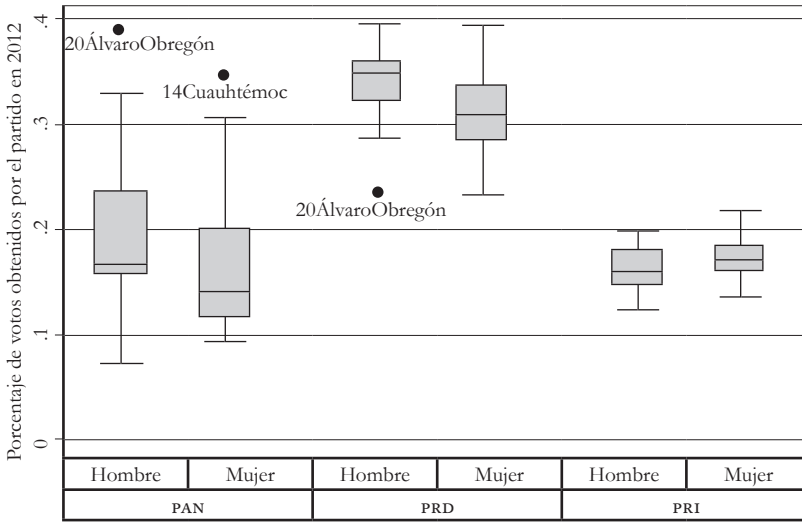 Porcentaje de votos obtenidos por el partido en 2012
.4
.3
.2
.1
0
20ÁlvaroObregón
14Cuauhtémoc
20ÁlvaroObregón
Hombre Mujer Hombre Mujer Hombre Mujer
PAN PRD PRI